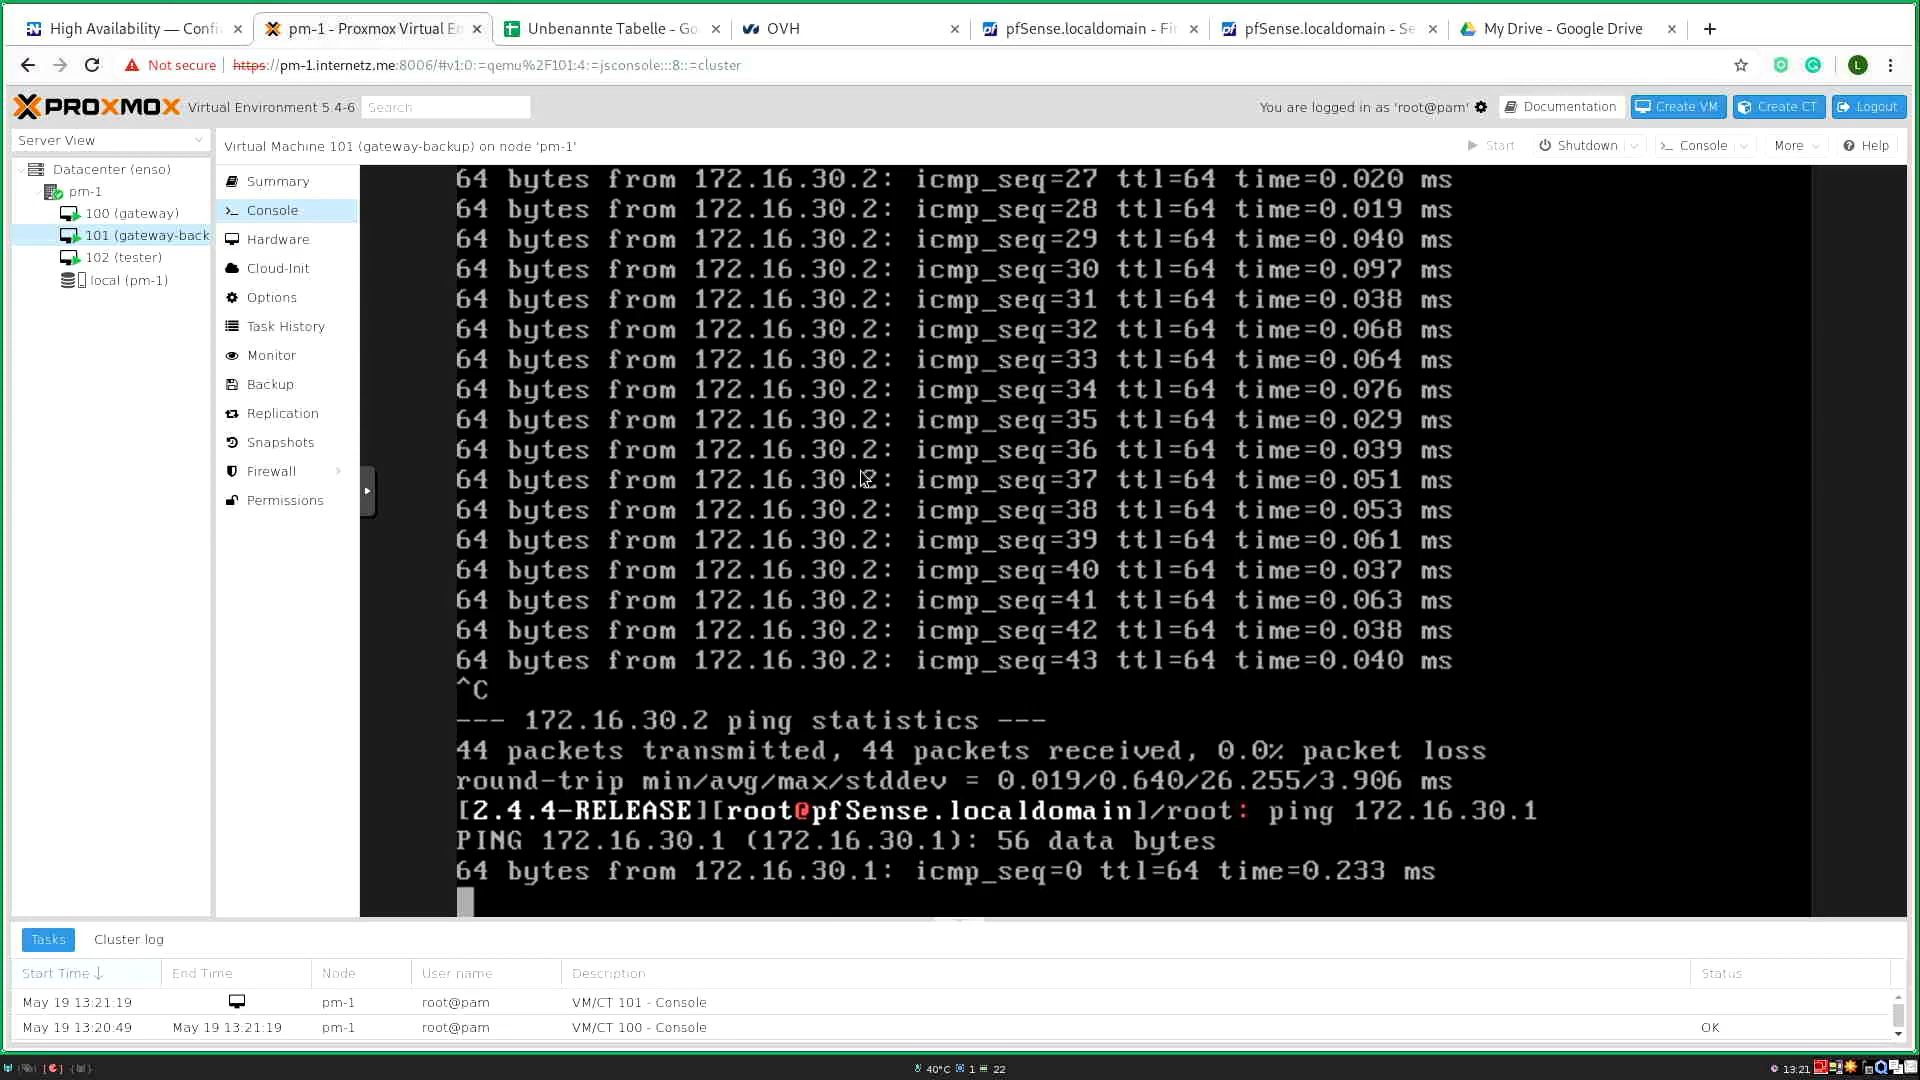 High Availability — Confi
pm-1 - Proxmox Virtual En
Unbenannte Tabelle - Go
OVH
pfSense.localdomain - Fi
pfSense.localdomain - Se
My Drive - Google Drive
Not secure
https://pm-1.internetz.me:8006/#v1:0:=qemu%2F101:4:=jsconsole:::8::=cluster
L
PROXMOX Virtual Environment 5.4-6
Search
You are logged in as 'root@pam'
Documentation
Create VM
Create CT
Logout
Server View
Virtual Machine 101 (gateway-backup) on node 'pm-1'
Start
Shutdown
Console
More
Help
Datacenter (enso)
pm-1
100 (gateway)
101 (gateway-back
102 (tester)
local (pm-1)
Summary
Console
Hardware
Cloud-Init
Options
Task History
Monitor
Backup
Replication
Snapshots
Firewall
Permissions
64 bytes from 172.16.30.2: icmp_seq=27 ttl=64 time=0.020 ms
64 bytes from 172.16.30.2: icmp_seq=28 ttl=64 time=0.019 ms
64 bytes from 172.16.30.2: icmp_seq=29 ttl=64 time=0.040 ms
64 bytes from 172.16.30.2: icmp_seq=30 ttl=64 time=0.097 ms
64 bytes from 172.16.30.2: icmp_seq=31 ttl=64 time=0.038 ms
64 bytes from 172.16.30.2: icmp_seq=32 ttl=64 time=0.068 ms
64 bytes from 172.16.30.2: icmp_seq=33 ttl=64 time=0.064 ms
64 bytes from 172.16.30.2: icmp_seq=34 ttl=64 time=0.076 ms
64 bytes from 172.16.30.2: icmp_seq=35 ttl=64 time=0.029 ms
64 bytes from 172.16.30.2: icmp_seq=36 ttl=64 time=0.039 ms
64 bytes from 172.16.30.2: icmp_seq=37 ttl=64 time=0.051 ms
64 bytes from 172.16.30.2: icmp_seq=38 ttl=64 time=0.053 ms
64 bytes from 172.16.30.2: icmp_seq=39 ttl=64 time=0.061 ms
64 bytes from 172.16.30.2: icmp_seq=40 ttl=64 time=0.037 ms
64 bytes from 172.16.30.2: icmp_seq=41 ttl=64 time=0.063 ms
64 bytes from 172.16.30.2: icmp_seq=42 ttl=64 time=0.038 ms
64 bytes from 172.16.30.2: icmp_seq=43 ttl=64 time=0.040 ms
^C
--- 172.16.30.2 ping statistics ---
44 packets transmitted, 44 packets received, 0.0% packet loss
round-trip min/avg/max/stddev = 0.019/0.640/26.255/3.906 ms
[2.4.4-RELEASE][root@pfSense.localdomain]/root: ping 172.16.30.1
PING 172.16.30.1 (172.16.30.1): 56 data bytes
64 bytes from 172.16.30.1: icmp_seq=0 ttl=64 time=0.233 ms
Tasks
Cluster log
Start Time
End Time
Node
User name
Description
Status
May 19 13:21:19
pm-1
root@pam
VM/CT 101 - Console
May 19 13:20:49
May 19 13:21:19
pm-1
root@pam
VM/CT 100 - Console
OK
40°C
1
22
13:21